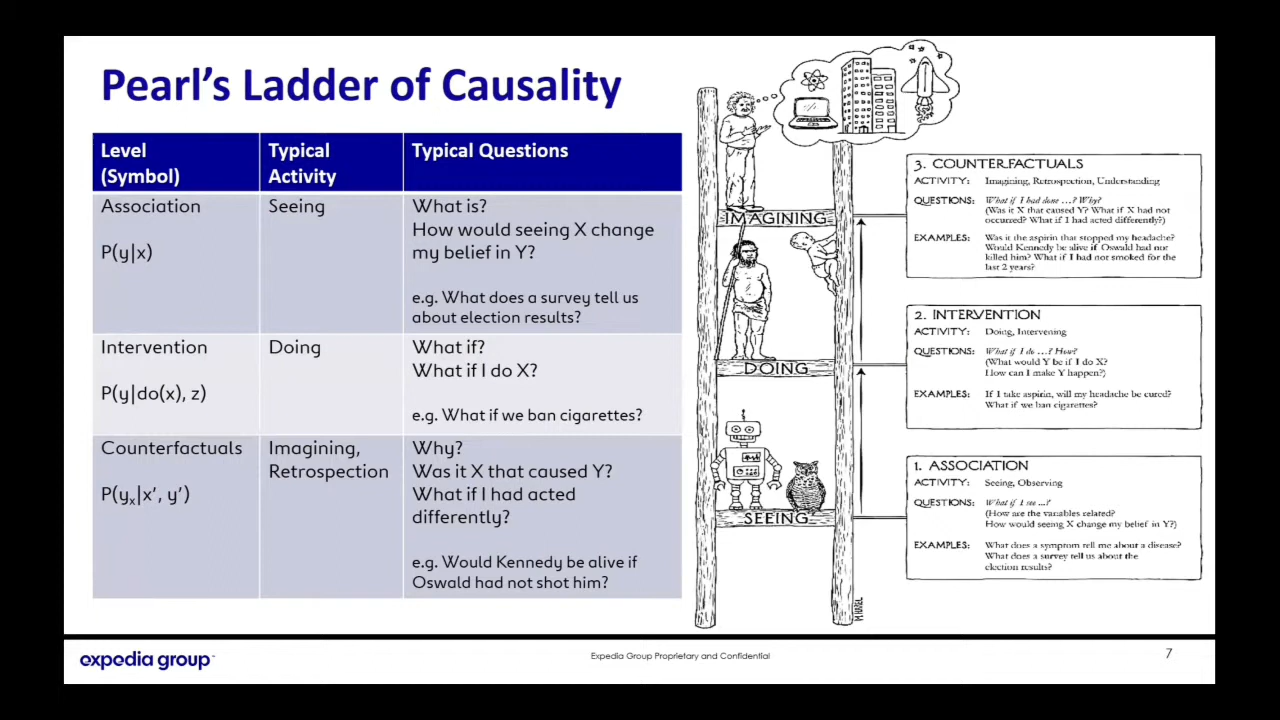 Pearl's Ladder of Causality
Level
(Symbol)
Typical
Activity
Typical Questions
Association
P(y|x)
Seeing
What is?
How would seeing X change
my belief in Y?
e.g. What does a survey tell us
about election results?
Intervention
P(y|do(x), z)
Doing
What if?
What if I do X?
e.g. What if we ban cigarettes?
Counterfactuals
P(yₓ|x′, y′)
Imagining,
Retrospection
Why?
Was it X that caused Y?
What if I had acted
differently?
e.g. Would Kennedy be alive if
Oswald had not shot him?
IMAGINING
DOING
SEEING
3. COUNTERFACTUALS
ACTIVITY: Imagining, Retrospection, Understanding
QUESTIONS: What if I had done …? Why?
(Was it X that caused Y? What if X had not
occurred? What if I had acted differently?)
EXAMPLES: Was it the aspirin that stopped my headache?
Would Kennedy be alive if Oswald had not
killed him? What if I had not smoked for the
last 2 years?
2. INTERVENTION
ACTIVITY: Doing, Intervening
QUESTIONS: What if I do …? How?
(What would Y be if I do X?
How can I make Y happen?)
EXAMPLES: If I take aspirin, will my headache be cured?
What if we ban cigarettes?
1. ASSOCIATION
ACTIVITY: Seeing, Observing
QUESTIONS: What if I see …?
(How are the variables related?
How would seeing X change my belief in Y?)
EXAMPLES: What does a symptom tell me about a disease?
What does a survey tell us about the
election results?
M. HAREL
expedia group™
Expedia Group Proprietary and Confidential
7